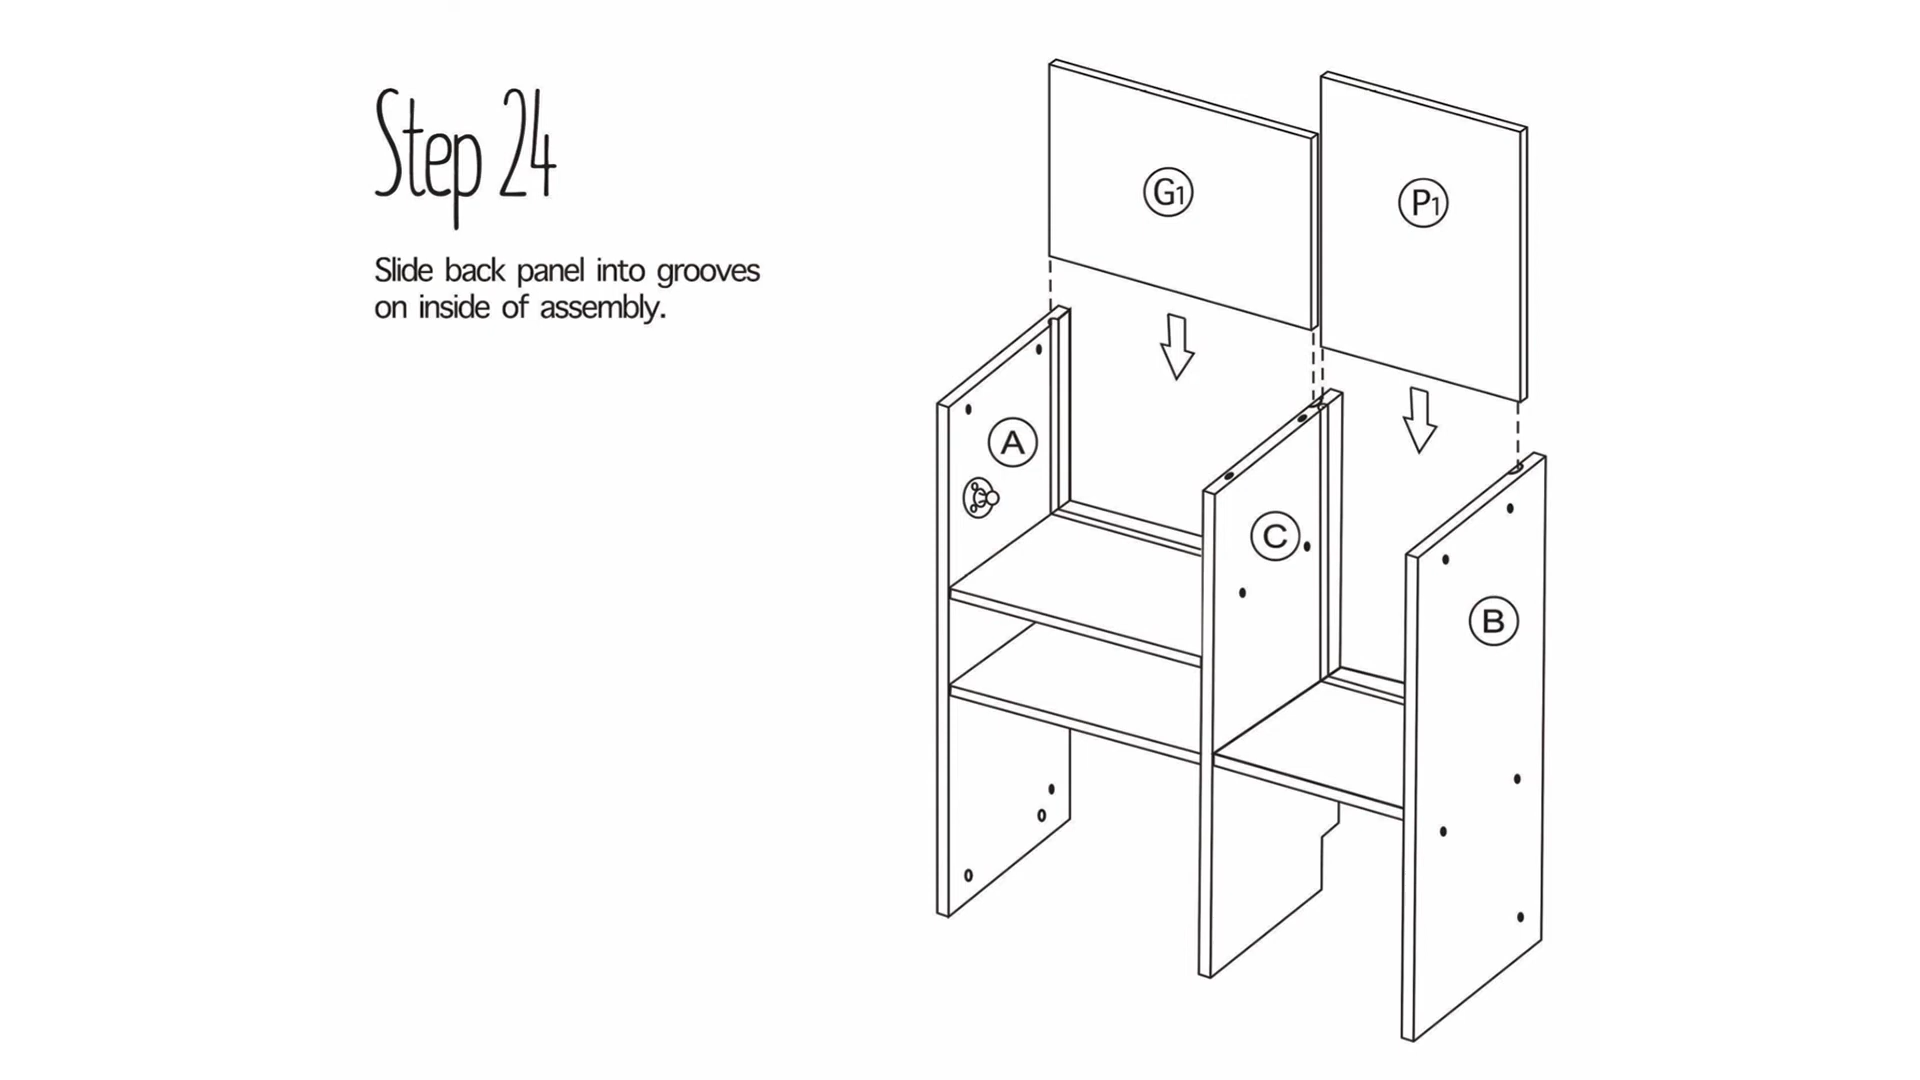 Step 24
Slide back panel into grooves
on inside of assembly.
G1
P1
A
C
B